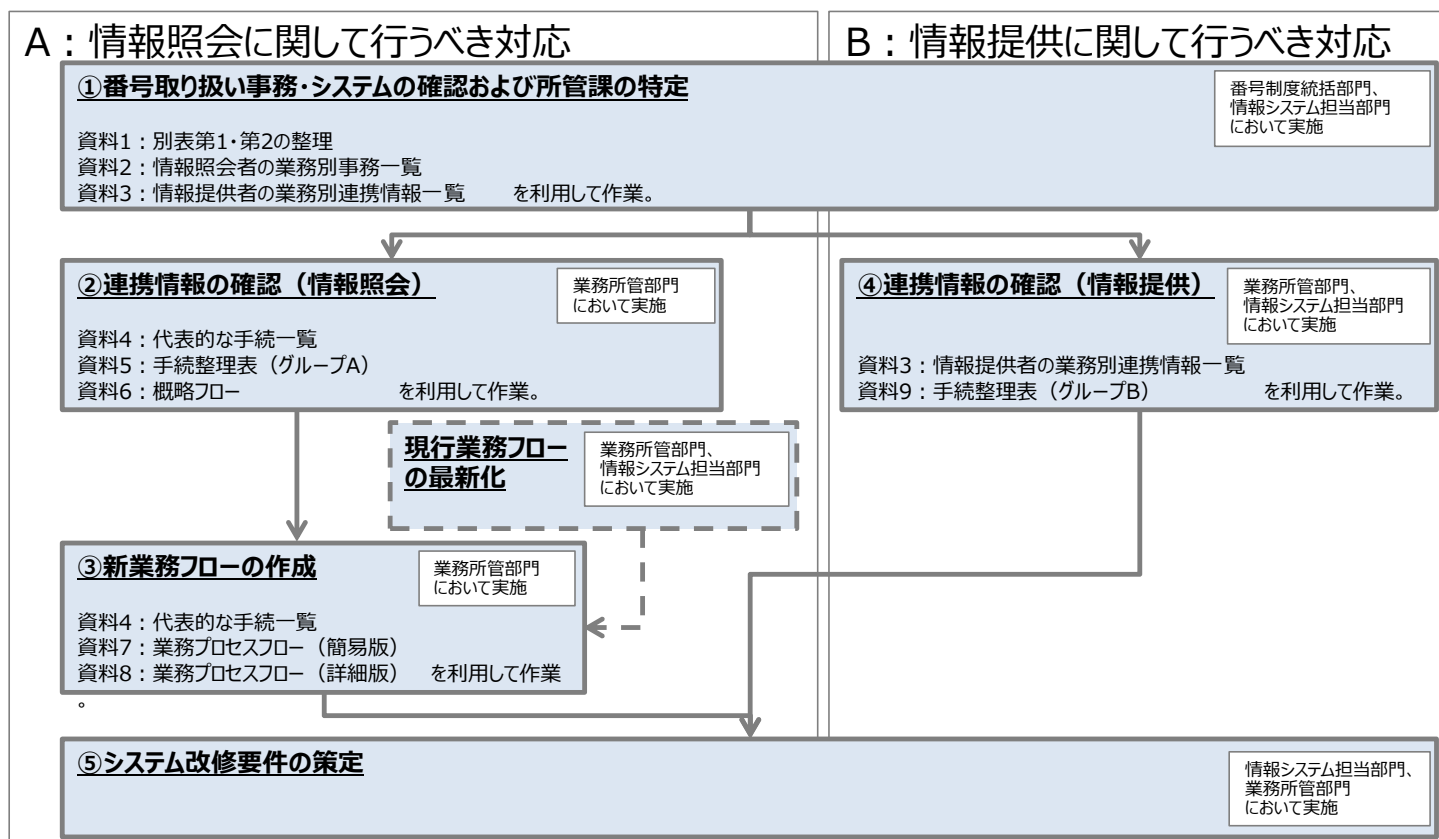 A：情報照会に関して行うべき対応
B：情報提供に関して行うべき対応
①番号取り扱い事務・システムの確認および所管課の特定
番号制度統括部門、
情報システム担当部門
において実施
資料1：別表第1・第2の整理
資料2：情報照会者の業務別事務一覧
資料3：情報提供者の業務別連携情報一覧　　を利用して作業。
②連携情報の確認（情報照会）
業務所管部門
において実施
資料4：代表的な手続一覧
資料5：手続整理表（グループA）
資料6：概略フロー　　を利用して作業。
④連携情報の確認（情報提供）
業務所管部門、
情報システム担当部門
において実施
資料3：情報提供者の業務別連携情報一覧
資料9：手続整理表（グループB）　　を利用して作業。
現行業務フロー
の最新化
業務所管部門、
情報システム担当部門
において実施
③新業務フローの作成
業務所管部門
において実施
資料4：代表的な手続一覧
資料7：業務プロセスフロー（簡易版）
資料8：業務プロセスフロー（詳細版）　　を利用して作業
。
⑤システム改修要件の策定
情報システム担当部門、
業務所管部門
において実施